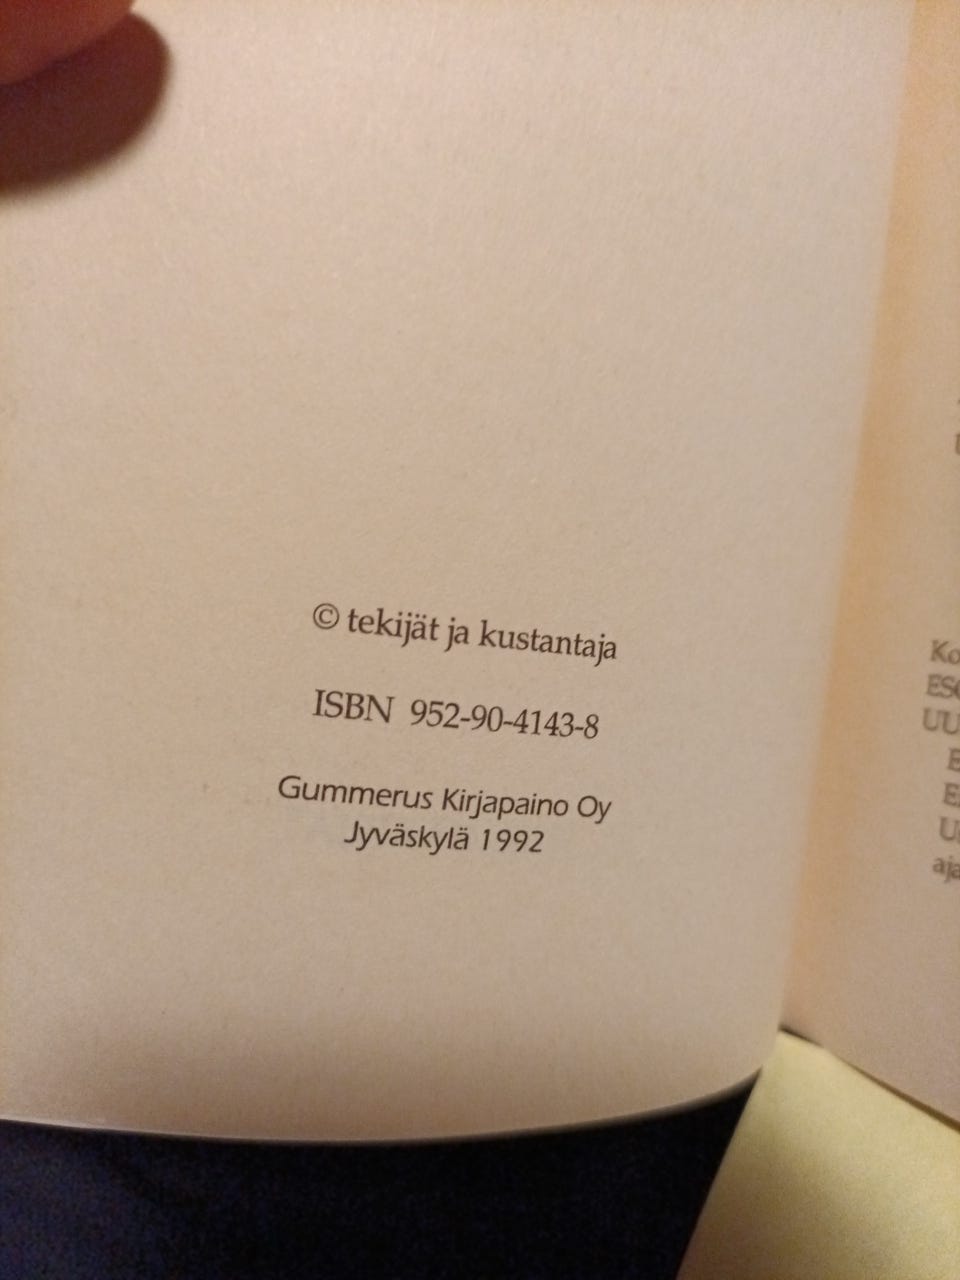 © tekijät ja kustantaja
ISBN 952-90-4143-8
Gummerus Kirjapaino Oy
Jyväskylä 1992